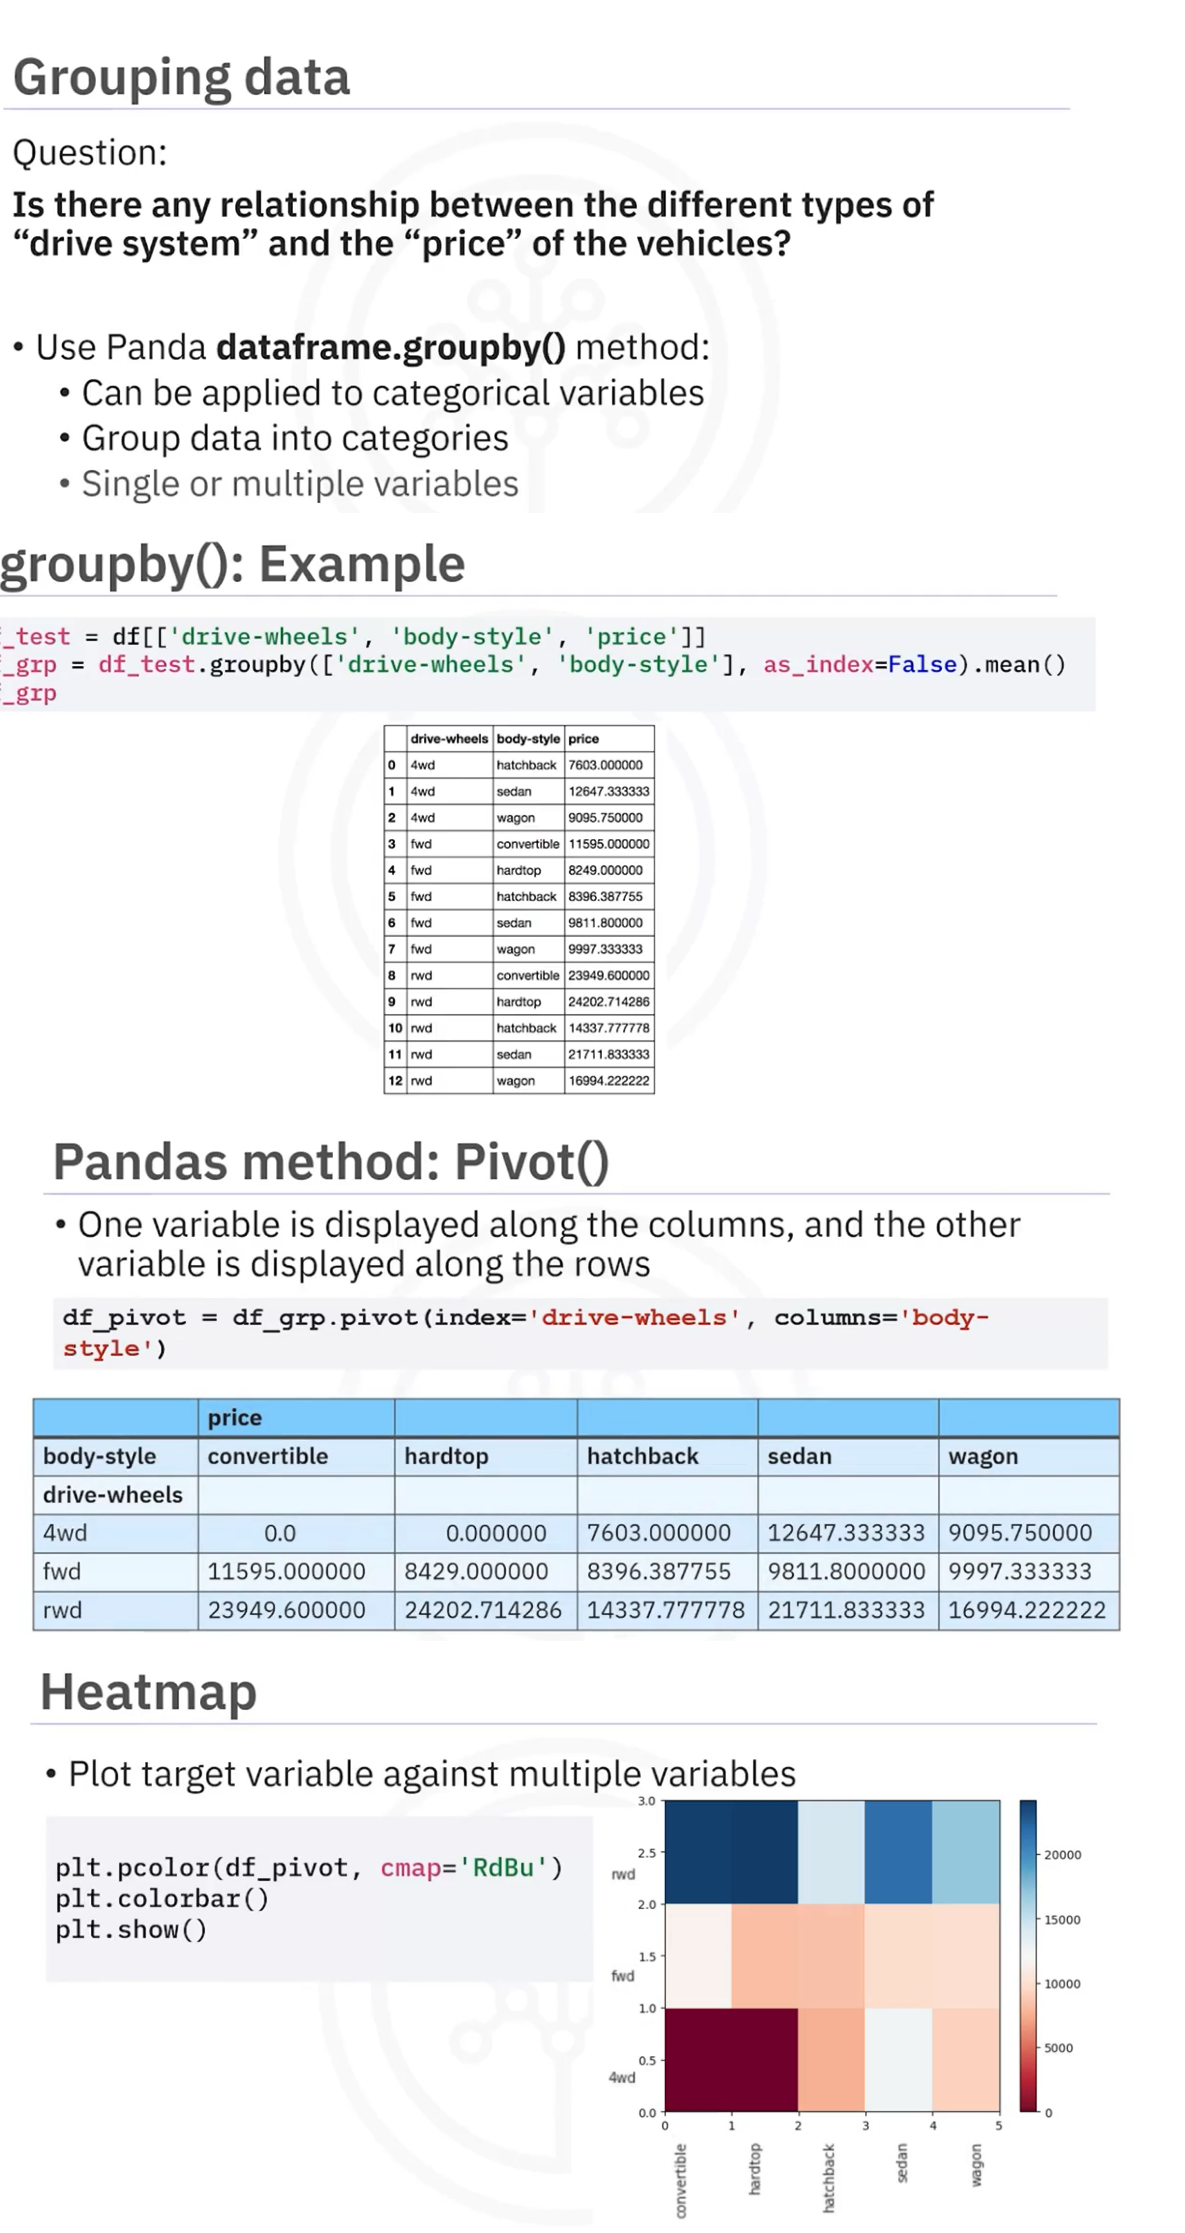 Grouping data
Question:
Is there any relationship between the different types of
“drive system” and the “price” of the vehicles?
• Use Panda dataframe.groupby() method:
• Can be applied to categorical variables
• Group data into categories
• Single or multiple variables
groupby(): Example
_test = df[['drive-wheels', 'body-style', 'price']]
_grp = df_test.groupby(['drive-wheels', 'body-style'], as_index=False).mean()
_grp
drive-wheels body-style price
0 4wd hatchback 7603.000000
1 4wd sedan 12647.333333
2 4wd wagon 9095.750000
3 fwd convertible 11595.000000
4 fwd hardtop 8249.000000
5 fwd hatchback 8396.387755
6 fwd sedan 9811.800000
7 fwd wagon 9997.333333
8 rwd convertible 23949.600000
9 rwd hardtop 24202.714286
10 rwd hatchback 14337.777778
11 rwd sedan 21711.833333
12 rwd wagon 16994.222222
Pandas method: Pivot()
• One variable is displayed along the columns, and the other
variable is displayed along the rows
df_pivot = df_grp.pivot(index='drive-wheels', columns='body-
style')
price
body-style convertible hardtop hatchback sedan wagon
drive-wheels
4wd 0.0 0.000000 7603.000000 12647.333333 9095.750000
fwd 11595.000000 8429.000000 8396.387755 9811.8000000 9997.333333
rwd 23949.600000 24202.714286 14337.777778 21711.833333 16994.222222
Heatmap
• Plot target variable against multiple variables
plt.pcolor(df_pivot, cmap='RdBu')
plt.colorbar()
plt.show()
3.0
2.5
rwd
2.0
1.5
fwd
1.0
0.5
4wd
0.0
0 1 2 3 4 5
convertible
hardtop
hatchback
sedan
wagon
20000
15000
10000
5000
0